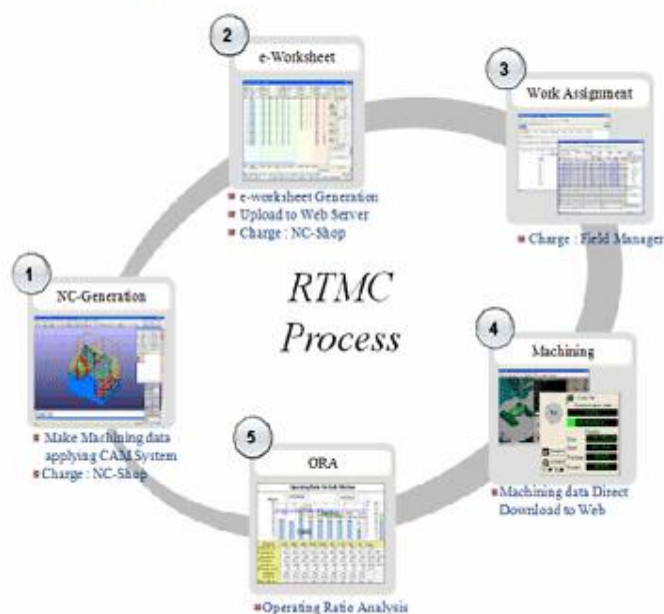 1
NC-Generation
Make Machining data
applying CAM System
Charge : NC-Shop
2
e-Worksheet
e-worksheet Generation
Upload to Web Server
Charge : NC-Shop
3
Work Assignment
Charge : Field Manager
RTMC
Process
4
Machining
Machining data Direct
Download to Web
5
ORA
Operating Ratio Analysis